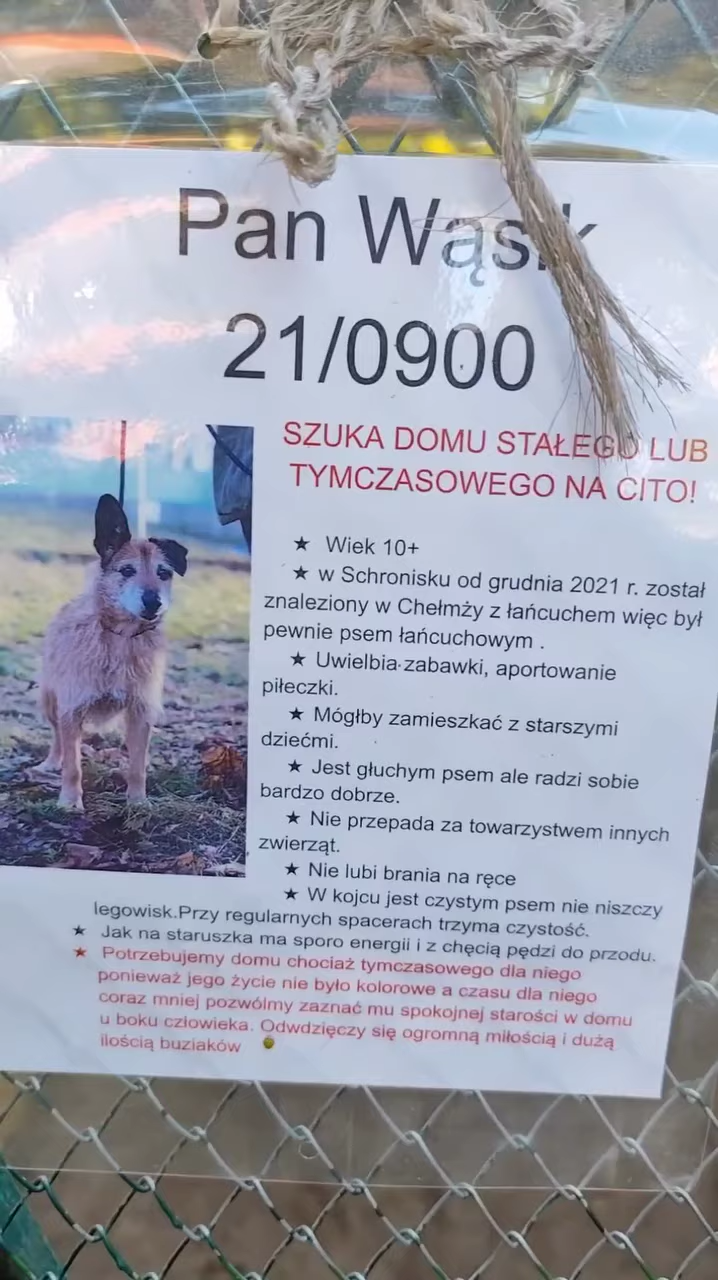 Pan Wąsik
21/0900
SZUKA DOMU STAŁEGO LUB
TYMCZASOWEGO NA CITO!
★ Wiek 10+
★ w Schronisku od grudnia 2021 r. został
znaleziony w Chełmży z łańcuchem więc był
pewnie psem łańcuchowym .
★ Uwielbia zabawki, aportowanie
piłeczki.
★ Mógłby zamieszkać z starszymi
dziećmi.
★ Jest głuchym psem ale radzi sobie
bardzo dobrze.
★ Nie przepada za towarzystwem innych
zwierząt.
★ Nie lubi brania na ręce
★ W kojcu jest czystym psem nie niszczy
legowisk.Przy regularnych spacerach trzyma czystość.
★ Jak na staruszka ma sporo energii i z chęcią pędzi do przodu.
★ Potrzebujemy domu chociaż tymczasowego dla niego
ponieważ jego życie nie było kolorowe a czasu dla niego
coraz mniej pozwólmy zaznać mu spokojnej starości w domu
u boku człowieka. Odwdzięczy się ogromną miłością i dużą
ilością buziaków